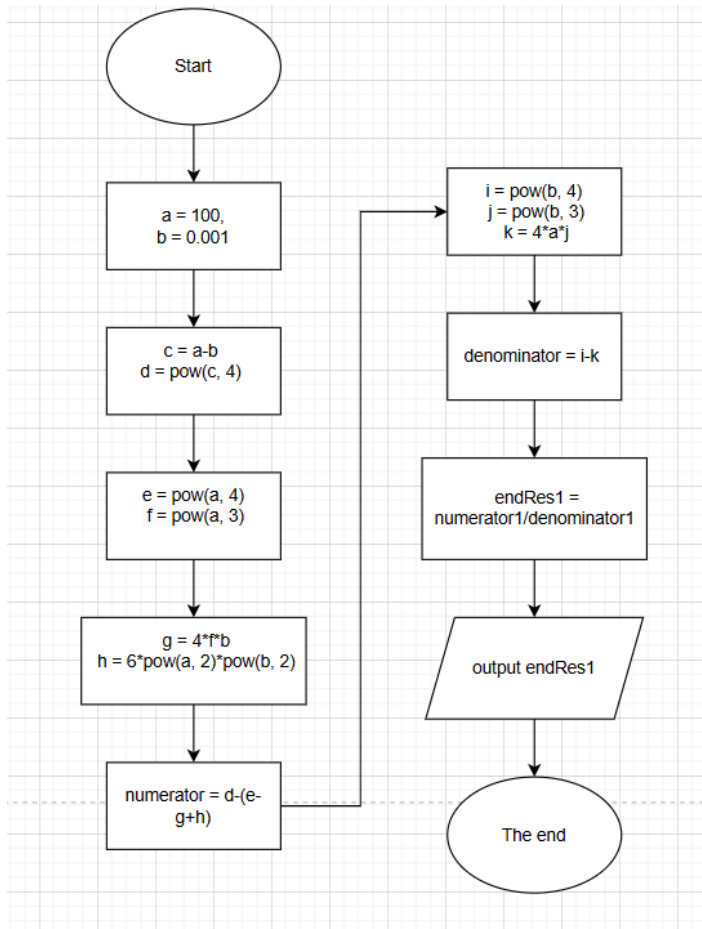 Start
a = 100,
b = 0.001
c = a-b
d = pow(c, 4)
e = pow(a, 4)
f = pow(a, 3)
g = 4*f*b
h = 6*pow(a, 2)*pow(b, 2)
numerator = d-(e-
g+h)
i = pow(b, 4)
j = pow(b, 3)
k = 4*a*j
denominator = i-k
endRes1 =
numerator1/denominator1
output endRes1
The end